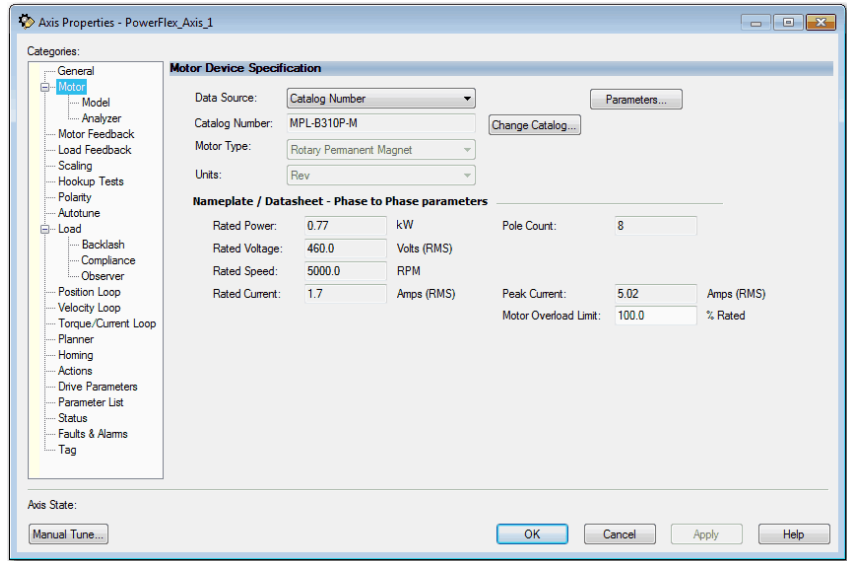 Axis Properties - PowerFlex_Axis_1
Categories:
General
Motor
Model
Analyzer
Motor Feedback
Load Feedback
Scaling
Hookup Tests
Polarity
Autotune
Load
Backlash
Compliance
Observer
Position Loop
Velocity Loop
Torque/Current Loop
Planner
Homing
Actions
Drive Parameters
Parameter List
Status
Faults & Alarms
Tag
Motor Device Specification
Data Source: Catalog Number Parameters...
Catalog Number: MPL-B310P-M Change Catalog...
Motor Type: Rotary Permanent Magnet
Units: Rev
Nameplate / Datasheet - Phase to Phase parameters
Rated Power: 0.77 kW Pole Count: 8
Rated Voltage: 460.0 Volts (RMS)
Rated Speed: 5000.0 RPM
Rated Current: 1.7 Amps (RMS) Peak Current: 5.02 Amps (RMS)
Motor Overload Limit: 100.0 % Rated
Axis State:
Manual Tune... OK Cancel Apply Help